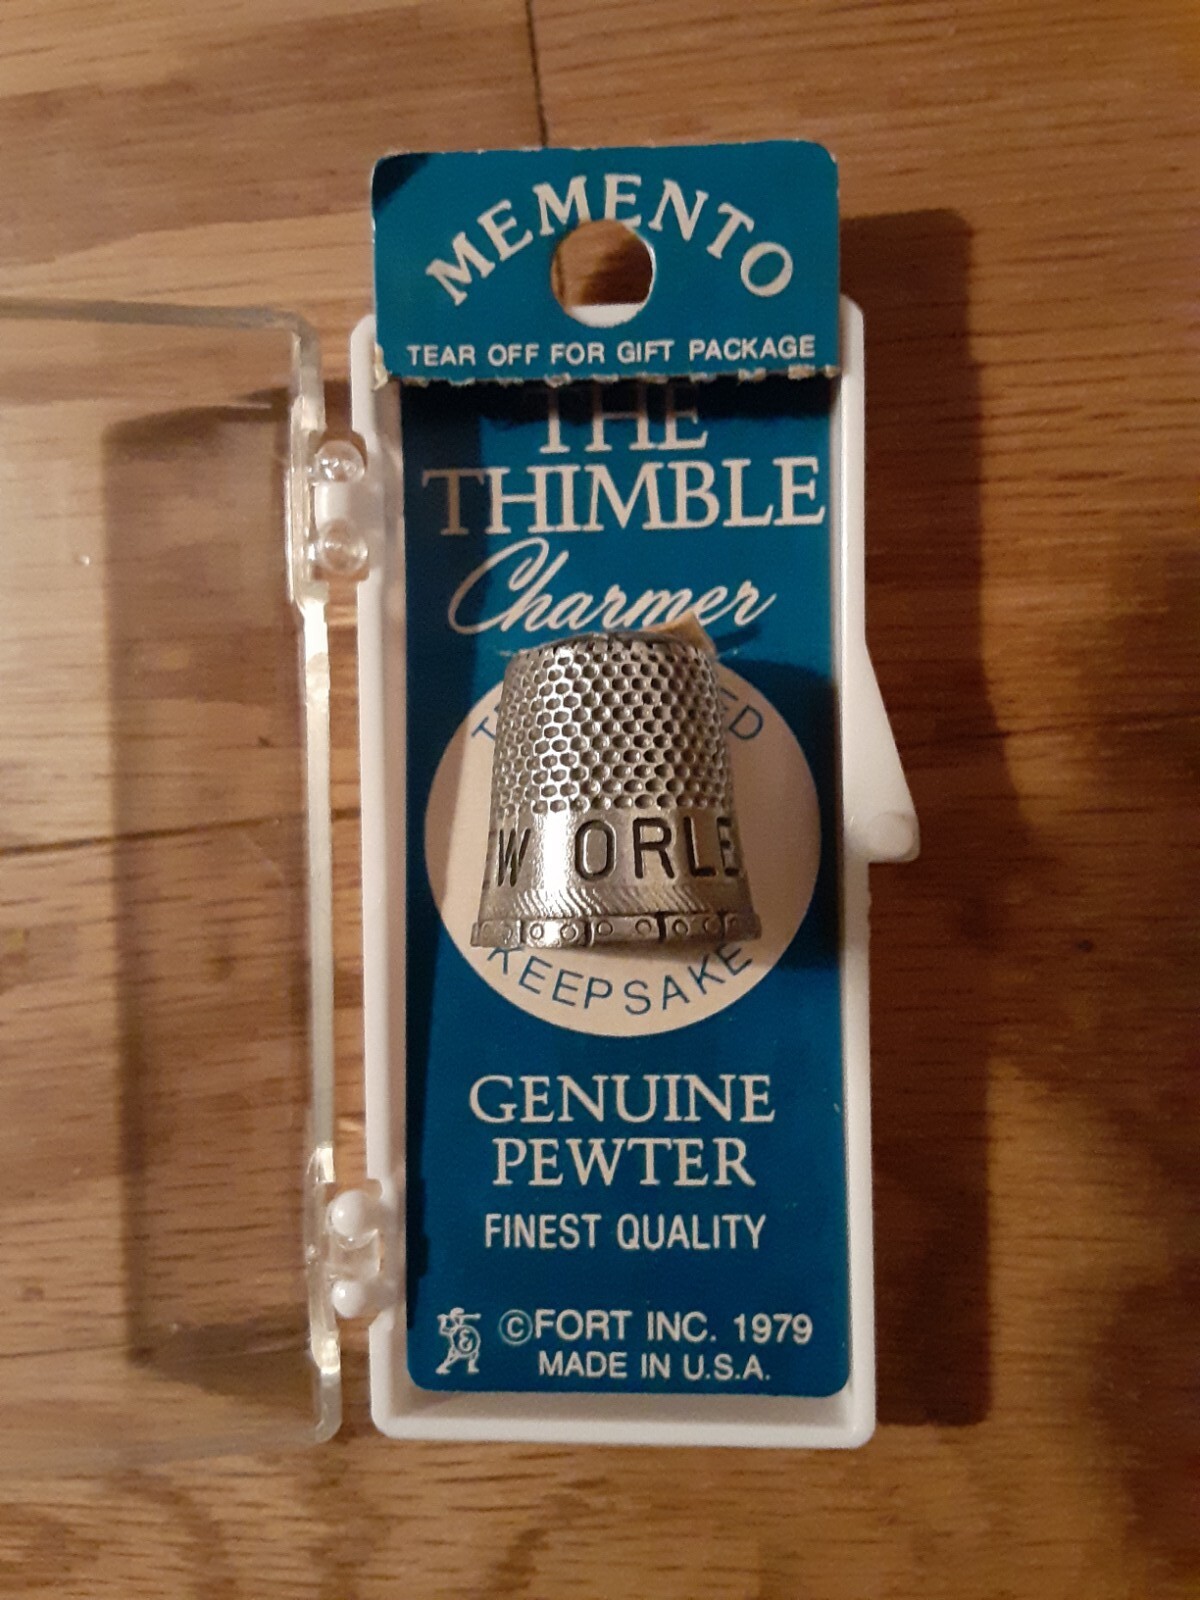 MEMENTO
TEAR OFF FOR GIFT PACKAGE
THE
THIMBLE
Charmer
W ORLE
KEEPSAKE
GENUINE
PEWTER
FINEST QUALITY
©FORT INC. 1979
MADE IN U.S.A.